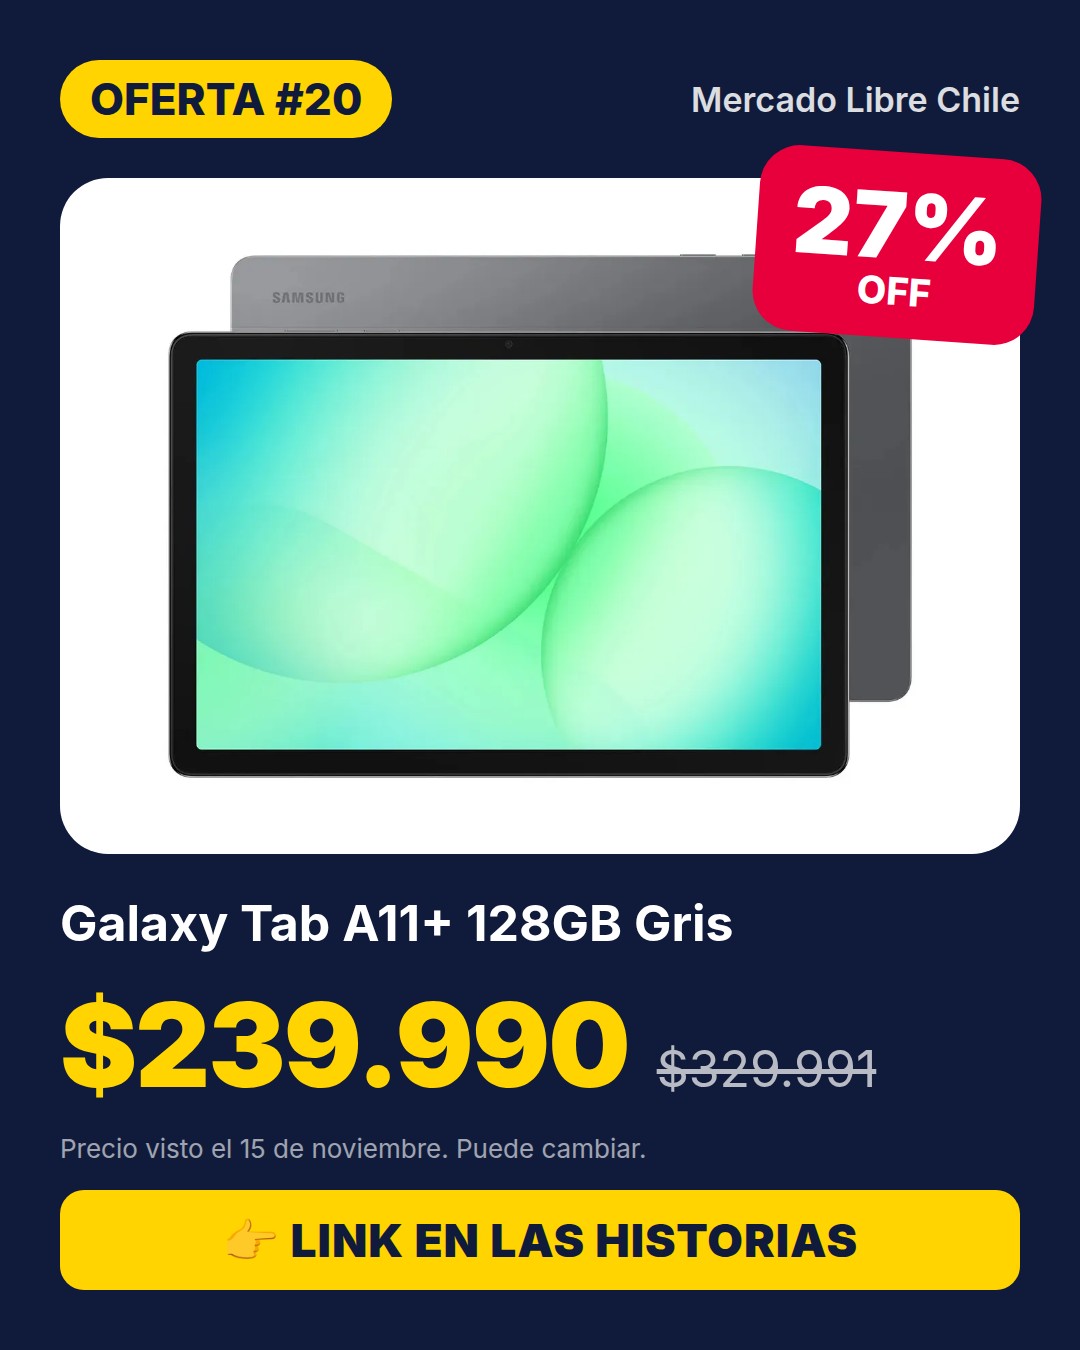 OFERTA #20
Mercado Libre Chile
27%
OFF
SAMSUNG
Galaxy Tab A11+ 128GB Gris
$239.990 $329.991
Precio visto el 15 de noviembre. Puede cambiar.
👉 LINK EN LAS HISTORIAS